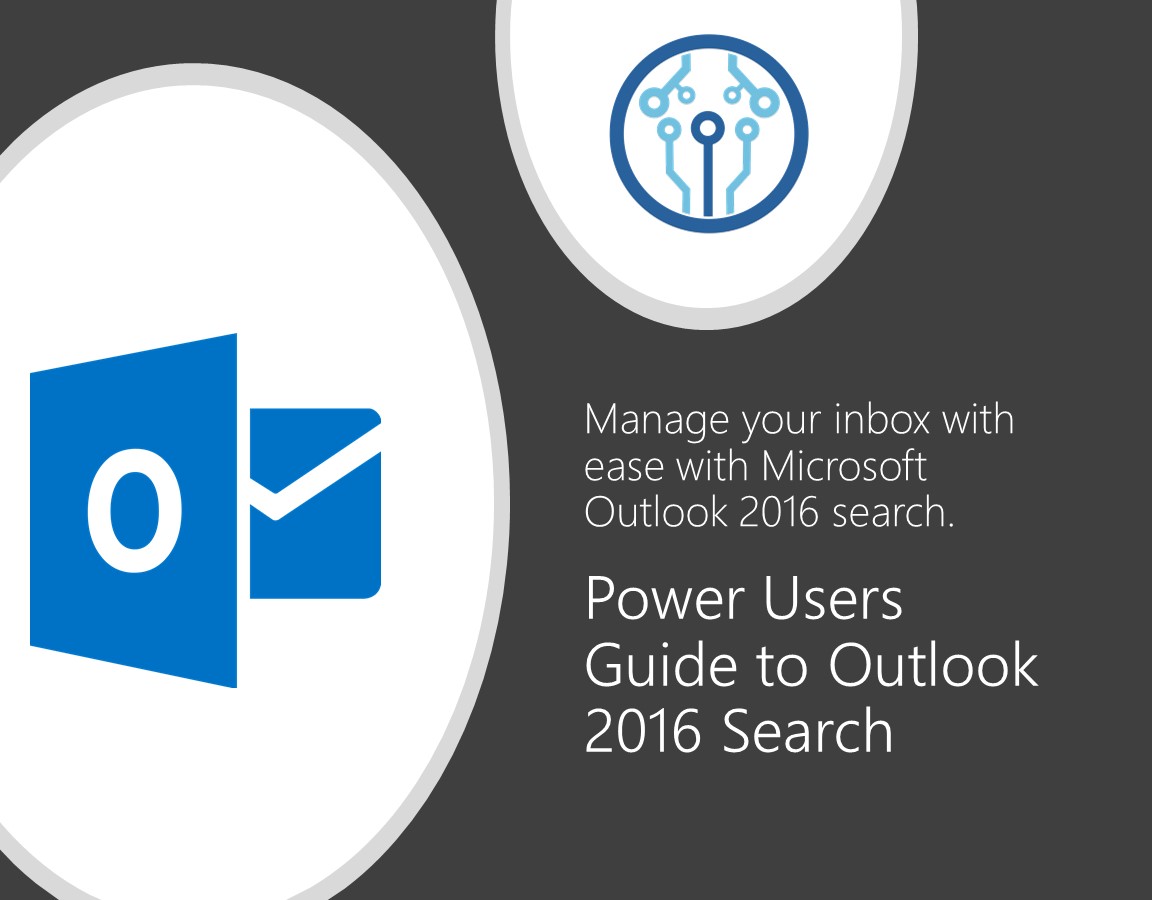 Manage your inbox with
ease with Microsoft
Outlook 2016 search.
Power Users
Guide to Outlook
2016 Search
O